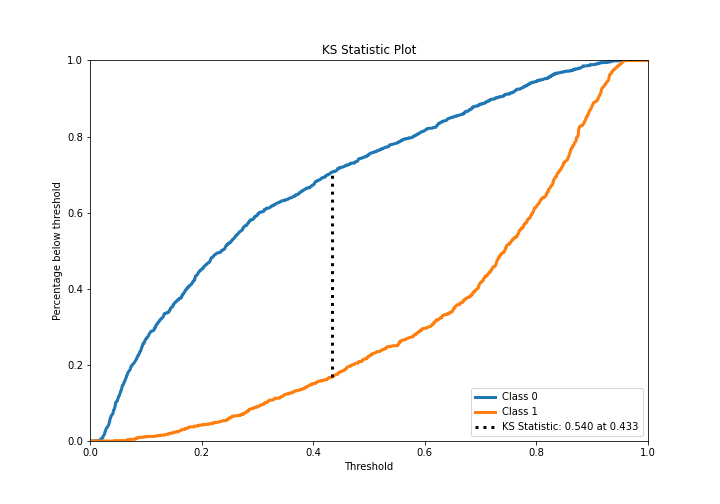 KS Statistic Plot
1.0
0.8
0.6
0.4
0.2
0.0
Percentage below threshold
0.0 0.2 0.4 0.6 0.8 1.0
Threshold
Class 0
Class 1
KS Statistic: 0.540 at 0.433